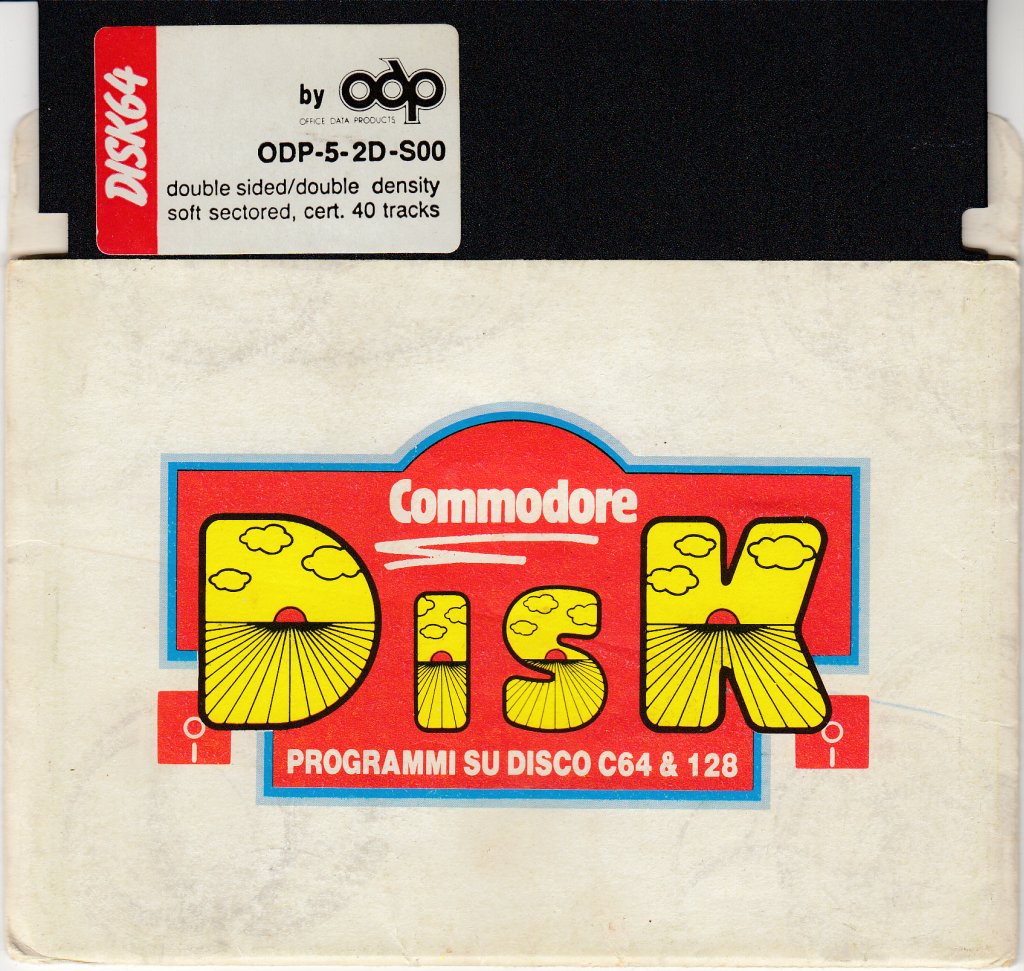 DISK64
by odp
OFFICE DATA PRODUCTS
ODP-5-2D-S00
double sided/double density
soft sectored, cert. 40 tracks
Commodore
DISK
PROGRAMMI SU DISCO C64 & 128